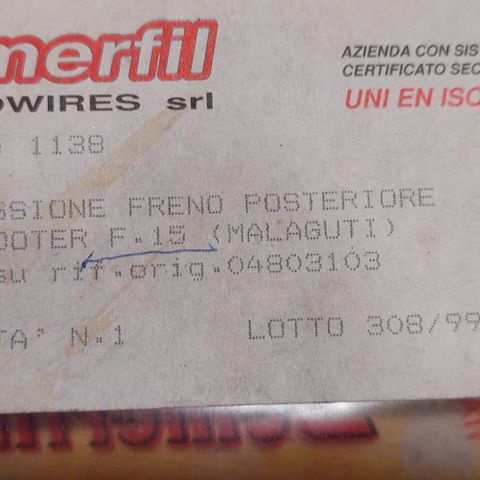 merfil
AZIENDA CON SIS
CERTIFICATO SEC
OWIRES srl
UNI EN ISO
1138
SSIONE FRENO POSTERIORE
OOTER F.15 (MALAGUTI)
su rif.orig.04803103
TA' N.1
LOTTO 308/99